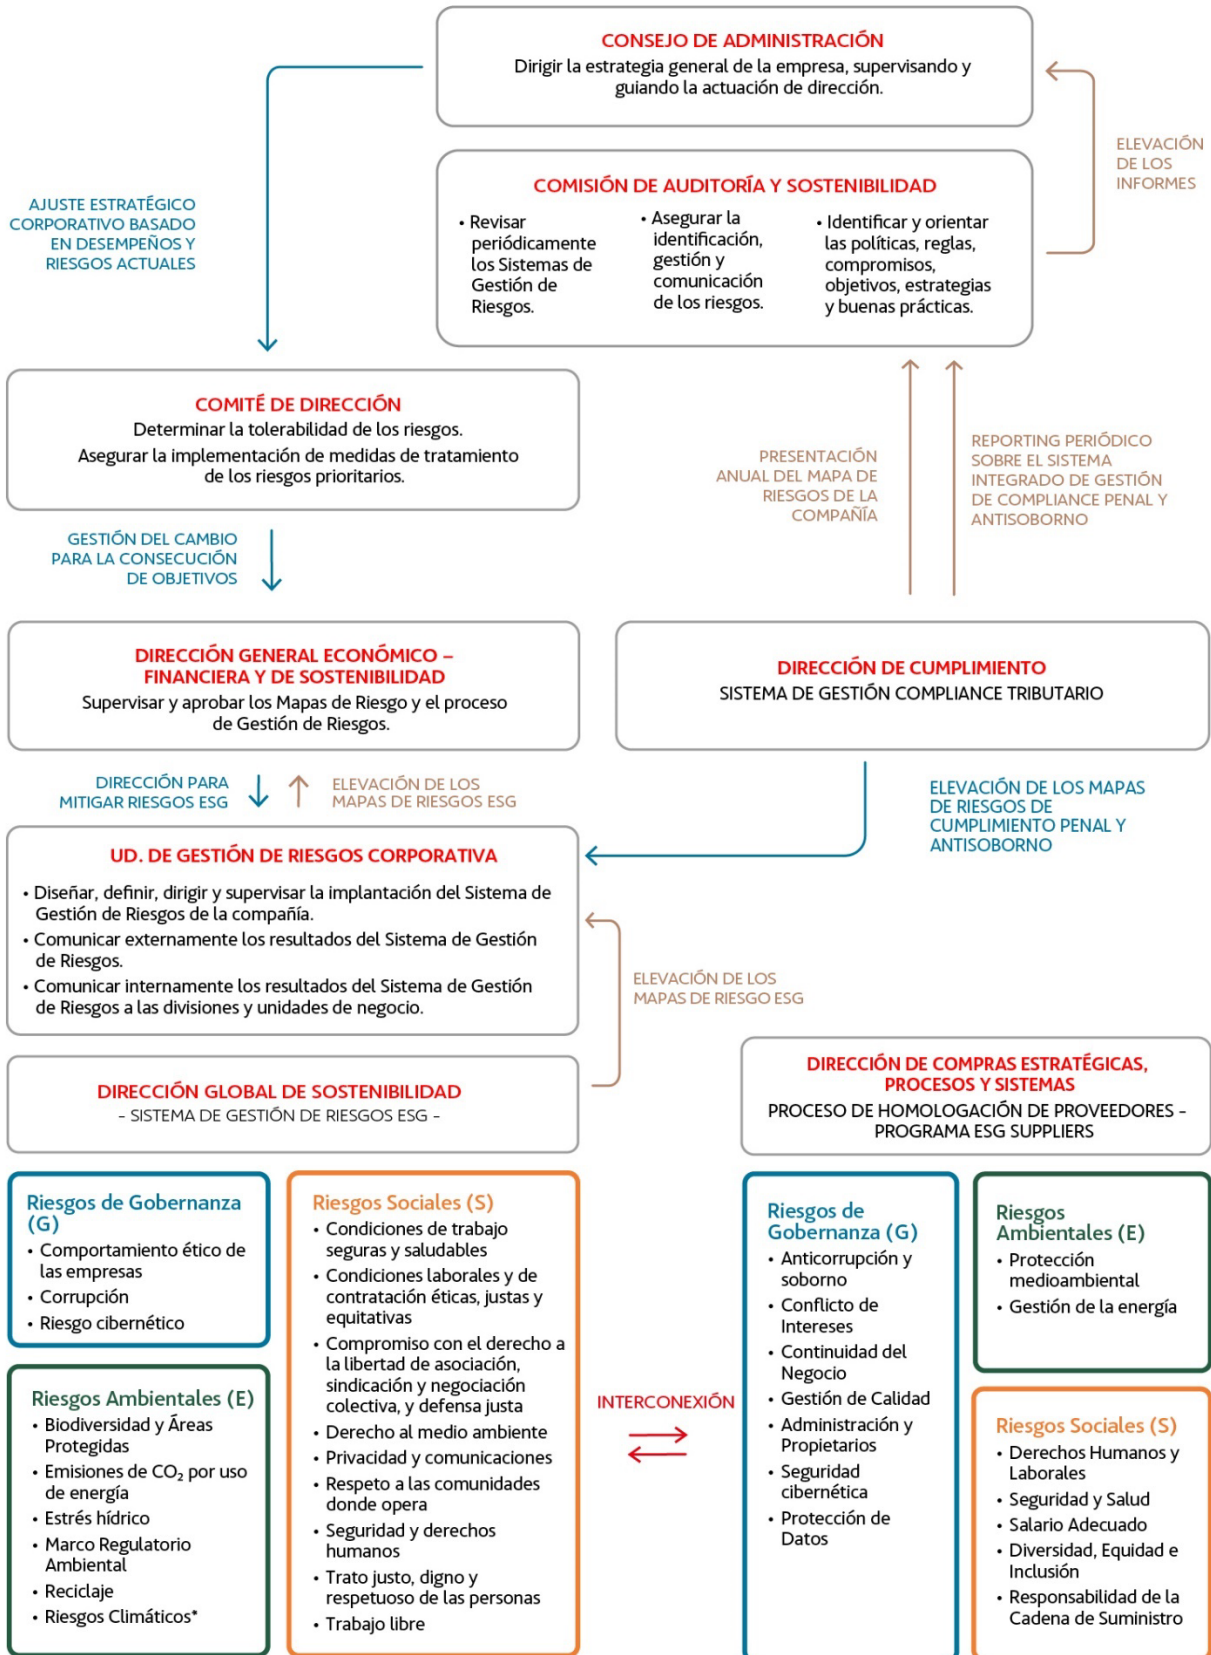 CONSEJO DE ADMINISTRACIÓN
Dirigir la estrategia general de la empresa, supervisando y
guiando la actuación de dirección.
ELEVACIÓN
DE LOS
INFORMES
AJUSTE ESTRATÉGICO
CORPORATIVO BASADO
EN DESEMPEÑOS Y
RIESGOS ACTUALES
COMISIÓN DE AUDITORÍA Y SOSTENIBILIDAD
• Revisar
periódicamente
los Sistemas de
Gestión de
Riesgos.
• Asegurar la
identificación,
gestión y
comunicación
de los riesgos.
• Identificar y orientar
las políticas, reglas,
compromisos,
objetivos, estrategias
y buenas prácticas.
COMITÉ DE DIRECCIÓN
Determinar la tolerabilidad de los riesgos.
Asegurar la implementación de medidas de tratamiento
de los riesgos prioritarios.
PRESENTACIÓN
ANUAL DEL MAPA DE
RIESGOS DE LA
COMPAÑÍA
REPORTING PERIÓDICO
SOBRE EL SISTEMA
INTEGRADO DE GESTIÓN
DE COMPLIANCE PENAL Y
ANTISOBORNO
GESTIÓN DEL CAMBIO
PARA LA CONSECUCIÓN
DE OBJETIVOS
DIRECCIÓN GENERAL ECONÓMICO –
FINANCIERA Y DE SOSTENIBILIDAD
Supervisar y aprobar los Mapas de Riesgo y el proceso
de Gestión de Riesgos.
DIRECCIÓN DE CUMPLIMIENTO
SISTEMA DE GESTIÓN COMPLIANCE TRIBUTARIO
DIRECCIÓN PARA
MITIGAR RIESGOS ESG
ELEVACIÓN DE LOS
MAPAS DE RIESGOS ESG
ELEVACIÓN DE LOS MAPAS
DE RIESGOS DE
CUMPLIMIENTO PENAL Y
ANTISOBORNO
UD. DE GESTIÓN DE RIESGOS CORPORATIVA
• Diseñar, definir, dirigir y supervisar la implantación del Sistema de
Gestión de Riesgos de la compañía.
• Comunicar externamente los resultados del Sistema de Gestión
de Riesgos.
• Comunicar internamente los resultados del Sistema de Gestión
de Riesgos a las divisiones y unidades de negocio.
ELEVACIÓN DE LOS
MAPAS DE RIESGO ESG
DIRECCIÓN GLOBAL DE SOSTENIBILIDAD
- SISTEMA DE GESTIÓN DE RIESGOS ESG -
DIRECCIÓN DE COMPRAS ESTRATÉGICAS,
PROCESOS Y SISTEMAS
PROCESO DE HOMOLOGACIÓN DE PROVEEDORES -
PROGRAMA ESG SUPPLIERS
Riesgos de Gobernanza
(G)
• Comportamiento ético de
las empresas
• Corrupción
• Riesgo cibernético
Riesgos Ambientales (E)
• Biodiversidad y Áreas
Protegidas
• Emisiones de CO₂ por uso
de energía
• Estrés hídrico
• Marco Regulatorio
Ambiental
• Reciclaje
• Riesgos Climáticos*
Riesgos Sociales (S)
• Condiciones de trabajo
seguras y saludables
• Condiciones laborales y de
contratación éticas, justas y
equitativas
• Compromiso con el derecho a
la libertad de asociación,
sindicación y negociación
colectiva, y defensa justa
• Derecho al medio ambiente
• Privacidad y comunicaciones
• Respeto a las comunidades
donde opera
• Seguridad y derechos
humanos
• Trato justo, digno y
respetuoso de las personas
• Trabajo libre
INTERCONEXIÓN
Riesgos de
Gobernanza (G)
• Anticorrupción y
soborno
• Conflicto de
Intereses
• Continuidad del
Negocio
• Gestión de Calidad
• Administración y
Propietarios
• Seguridad
cibernética
• Protección de
Datos
Riesgos
Ambientales (E)
• Protección
medioambiental
• Gestión de la energía
Riesgos Sociales (S)
• Derechos Humanos y
Laborales
• Seguridad y Salud
• Salario Adecuado
• Diversidad, Equidad e
Inclusión
• Responsabilidad de la
Cadena de Suministro